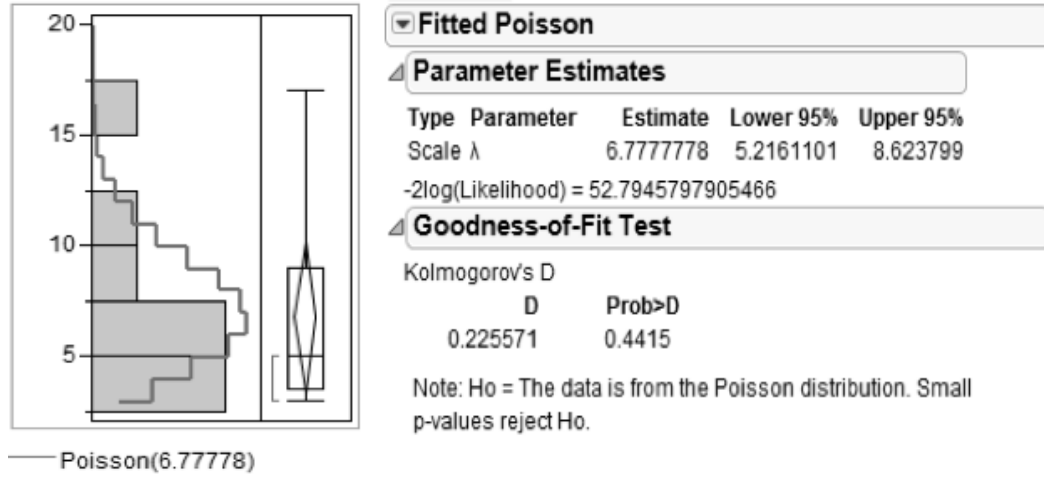 20
15
10
5
Poisson(6.77778)
Fitted Poisson
Parameter Estimates
Type Parameter Estimate Lower 95% Upper 95%
Scale λ 6.7777778 5.2161101 8.623799
-2log(Likelihood) = 52.7945797905466
Goodness-of-Fit Test
Kolmogorov's D
D Prob>D
0.225571 0.4415
Note: Ho = The data is from the Poisson distribution. Small
p-values reject Ho.